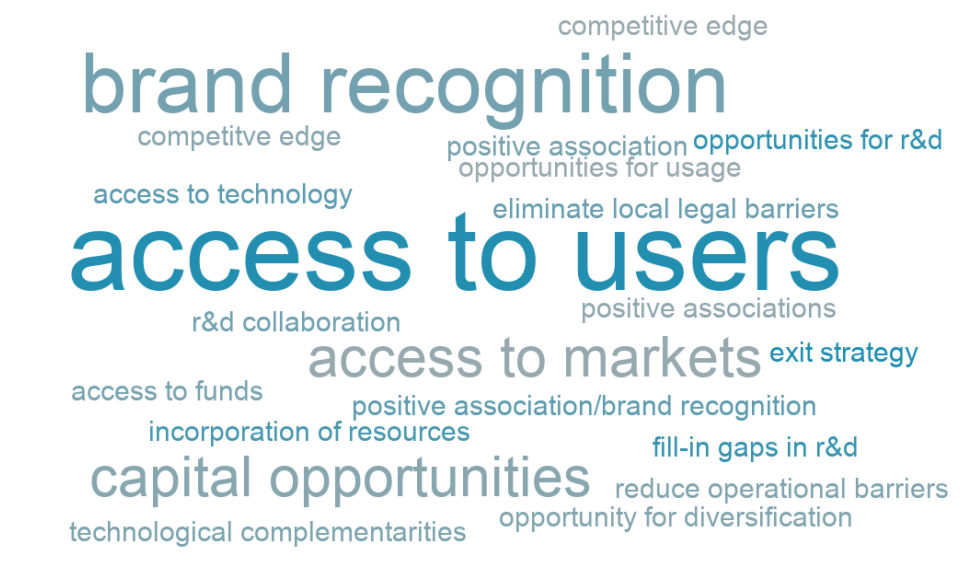 competitive edge
brand recognition
competitve edge
positive association
opportunities for r&d
opportunities for usage
access to technology
eliminate local legal barriers
access to users
positive associations
r&d collaboration
access to markets
exit strategy
access to funds
positive association/brand recognition
incorporation of resources
fill-in gaps in r&d
capital opportunities
reduce operational barriers
opportunity for diversification
technological complementarities